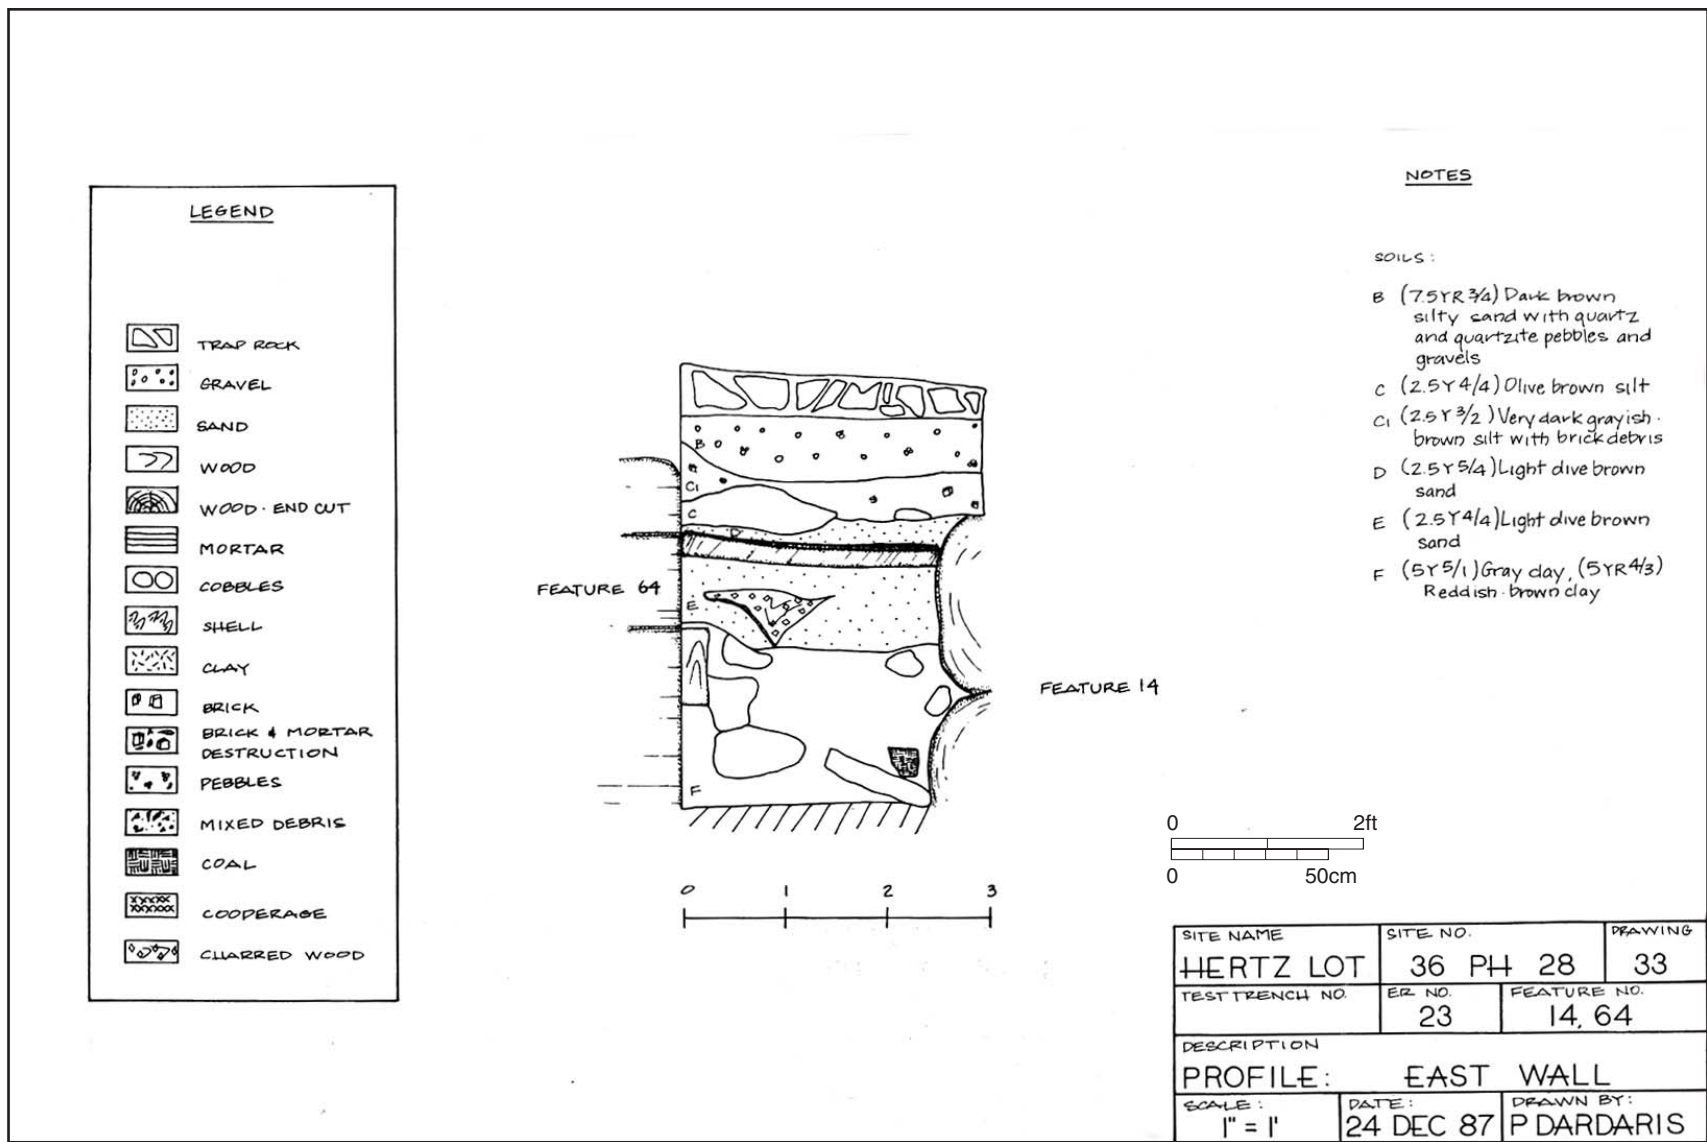 LEGEND
TRAP ROCK
GRAVEL
SAND
WOOD
WOOD · END CUT
MORTAR
COBBLES
SHELL
CLAY
BRICK
BRICK & MORTAR
DESTRUCTION
PEBBLES
MIXED DEBRIS
COAL
COOPERAGE
CHARRED WOOD
B
C1
C
D
E
F
FEATURE 64
FEATURE 14
0 1 2 3
NOTES
SOILS:
B (7.5YR 3/4) Dark brown
silty sand with quartz
and quartzite pebbles and
gravels
C (2.5Y 4/4) Olive brown silt
C1 (2.5Y 3/2) Very dark grayish-
brown silt with brick debris
D (2.5Y 5/4) Light olive brown
sand
E (2.5Y 4/4) Light olive brown
sand
F (5Y 5/1) Gray clay, (5YR 4/3)
Reddish-brown clay
0 2ft
0 50cm
SITE NAME
HERTZ LOT
SITE NO.
36 PH 28
DRAWING
33
TEST TRENCH NO.
ER NO.
23
FEATURE NO.
14, 64
DESCRIPTION
PROFILE: EAST WALL
SCALE:
1" = 1'
DATE:
24 DEC 87
DRAWN BY:
P DARDARIS